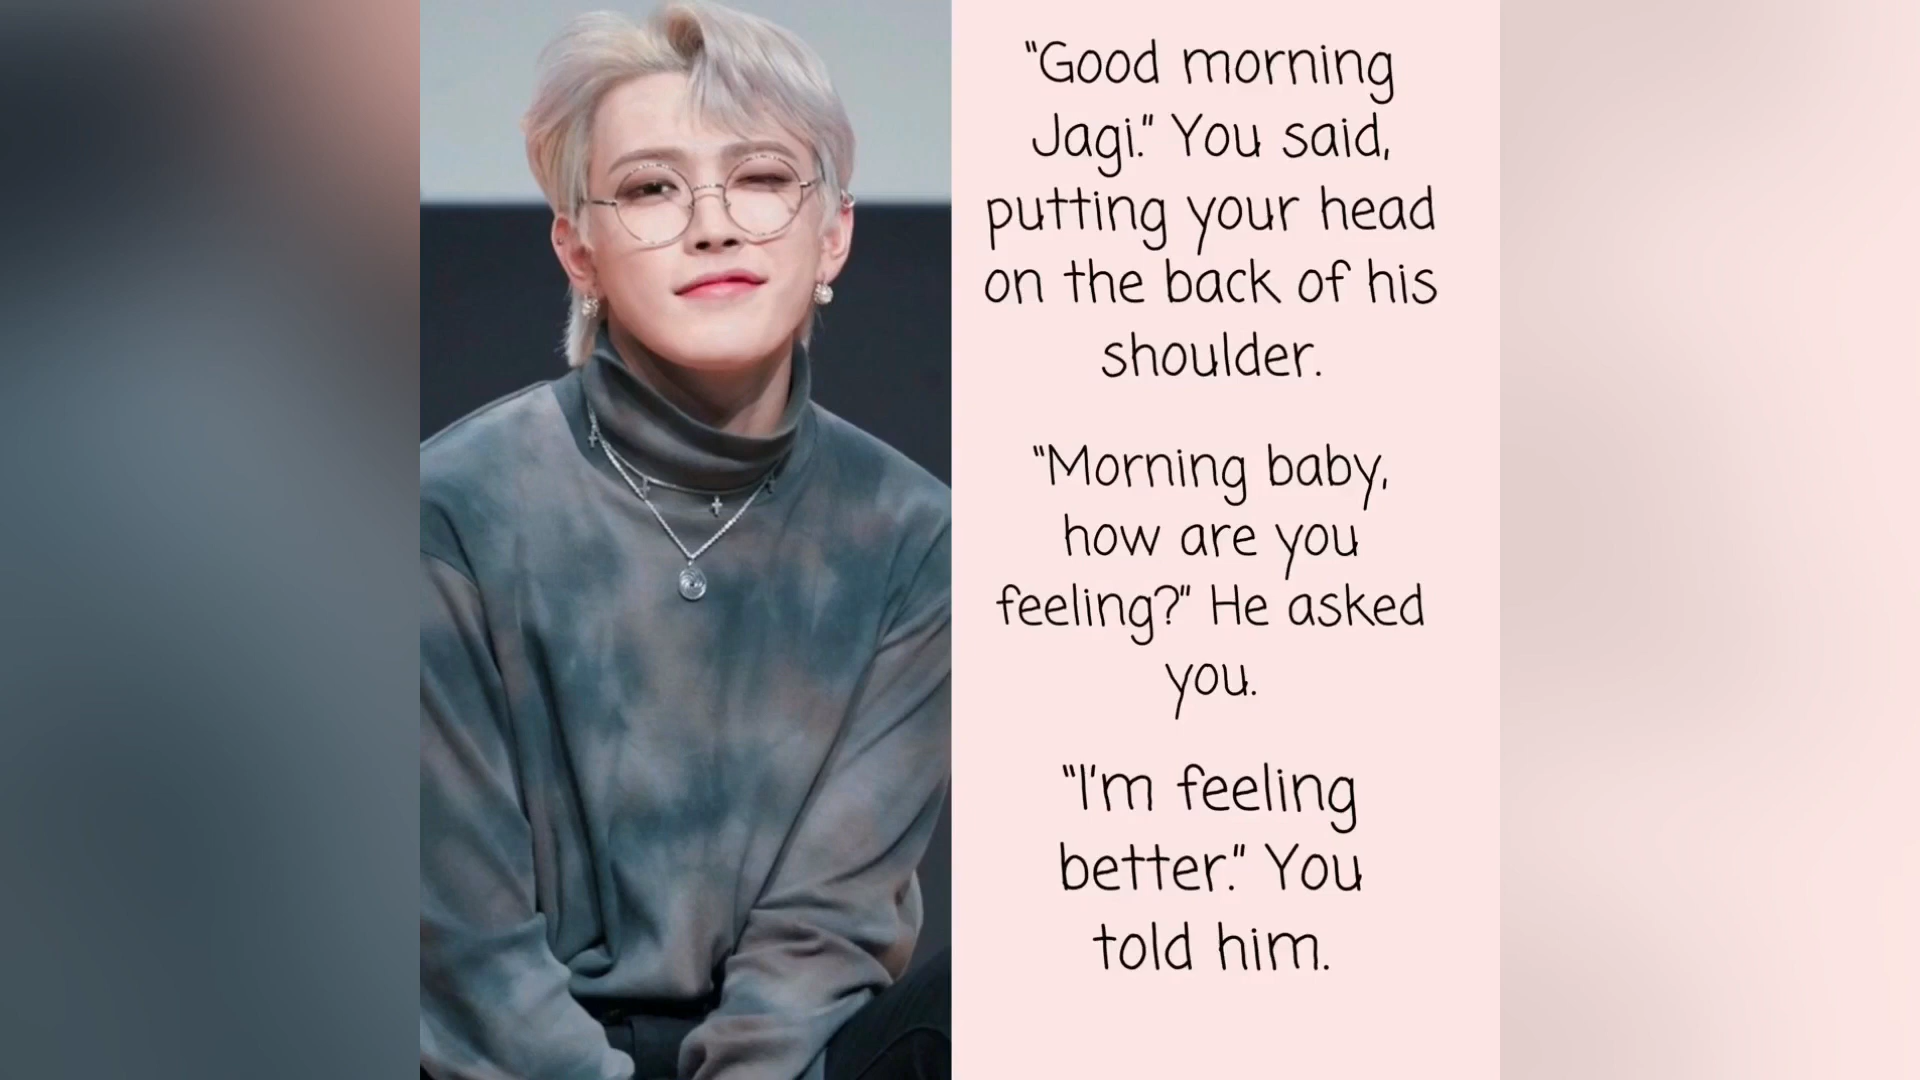 "Good morning
Jagi." You said,
putting your head
on the back of his
shoulder.
"Morning baby,
how are you
feeling?" He asked
you.
"I'm feeling
better." You
told him.